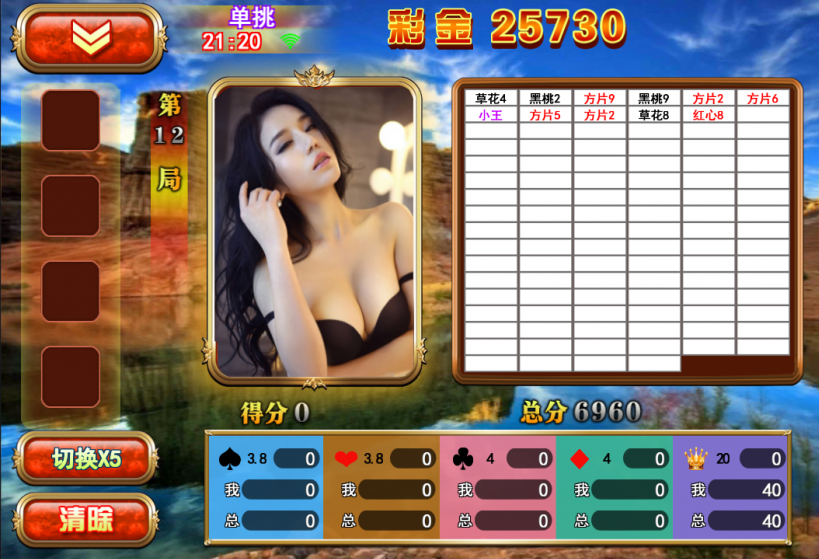 单挑
21:20
彩金 25730
第
12
局
草花4 黑桃2 方片9 黑桃9 方片2 方片6
小王 方片5 方片2 草花8 红心8
得分 0
总分 6960
切换X5
清除
3.8 0 3.8 0 4 0 4 0 20 0
我 0 我 0 我 0 我 0 我 40
总 0 总 0 总 0 总 0 总 40